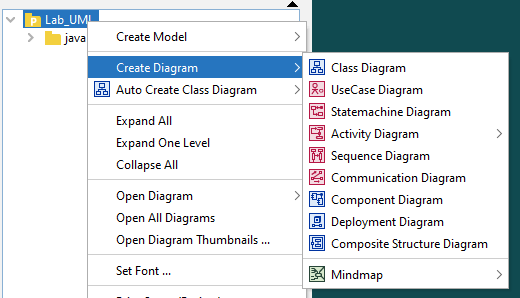 Lab_UML
java
Create Model
Create Diagram
Auto Create Class Diagram
Expand All
Expand One Level
Collapse All
Open Diagram
Open All Diagrams
Open Diagram Thumbnails ...
Set Font ...
Class Diagram
UseCase Diagram
Statemachine Diagram
Activity Diagram
Sequence Diagram
Communication Diagram
Component Diagram
Deployment Diagram
Composite Structure Diagram
Mindmap